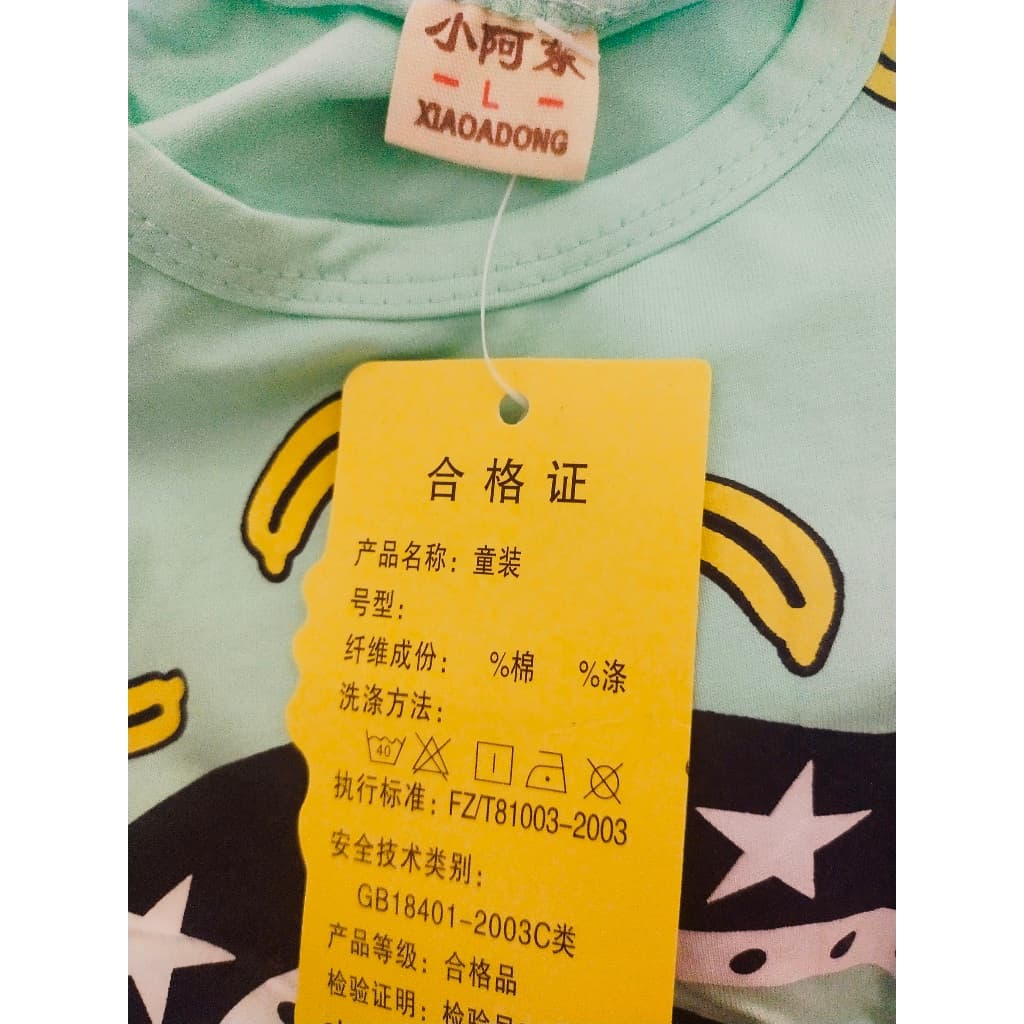 小阿东
- L -
XIAOADONG
合格证
产品名称：童装
号型：
纤维成份： %棉 %涤
洗涤方法：
40
执行标准：FZ/T81003-2003
安全技术类别：
GB18401-2003C类
产品等级：合格品
检验证明：检验